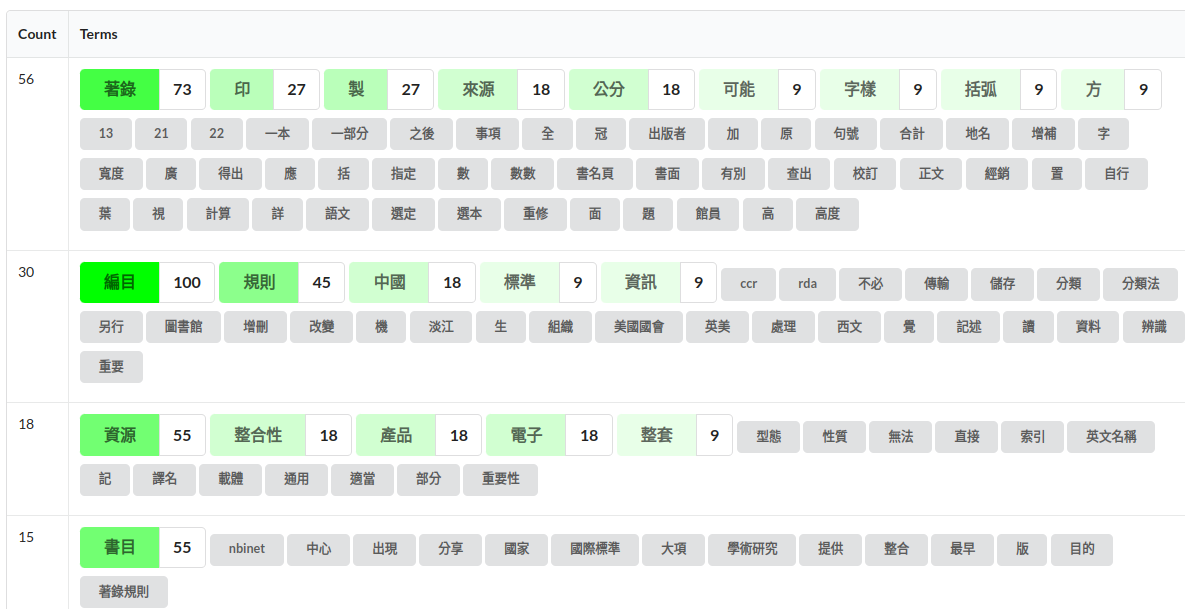 Count Terms
56 著錄 73 印 27 製 27 來源 18 公分 18 可能 9 字樣 9 括弧 9 方 9
13 21 22 一本 一部分 之後 事項 全 冠 出版者 加 原 句號 合計 地名 增補 字
寬度 廣 得出 應 括 指定 數 數數 書名頁 書面 有別 查出 校訂 正文 經銷 置 自行
葉 視 計算 詳 語文 選定 選本 重修 面 題 館員 高 高度
30 編目 100 規則 45 中國 18 標準 9 資訊 9 ccr rda 不必 傳輸 儲存 分類 分類法
另行 圖書館 增刪 改變 機 淡江 生 組織 美國國會 英美 處理 西文 覺 記述 讀 資料 辨識
重要
18 資源 55 整合性 18 產品 18 電子 18 整套 9 型態 性質 無法 直接 索引 英文名稱
記 譯名 載體 通用 適當 部分 重要性
15 書目 55 nbinet 中心 出現 分享 國家 國際標準 大項 學術研究 提供 整合 最早 版 目的
著錄規則